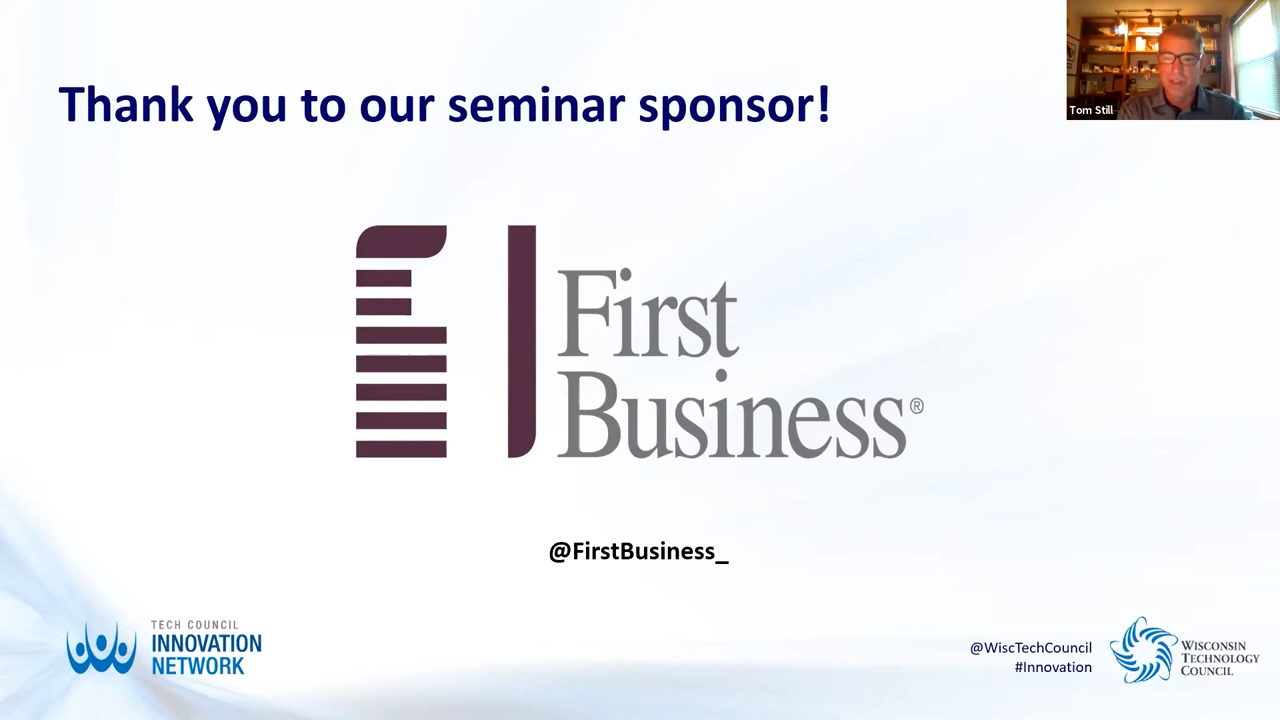 Thank you to our seminar sponsor!
Tom Still
First
Business®
@FirstBusiness_
TECH COUNCIL
INNOVATION
NETWORK
@WiscTechCouncil
#Innovation
WISCONSIN
TECHNOLOGY
COUNCIL